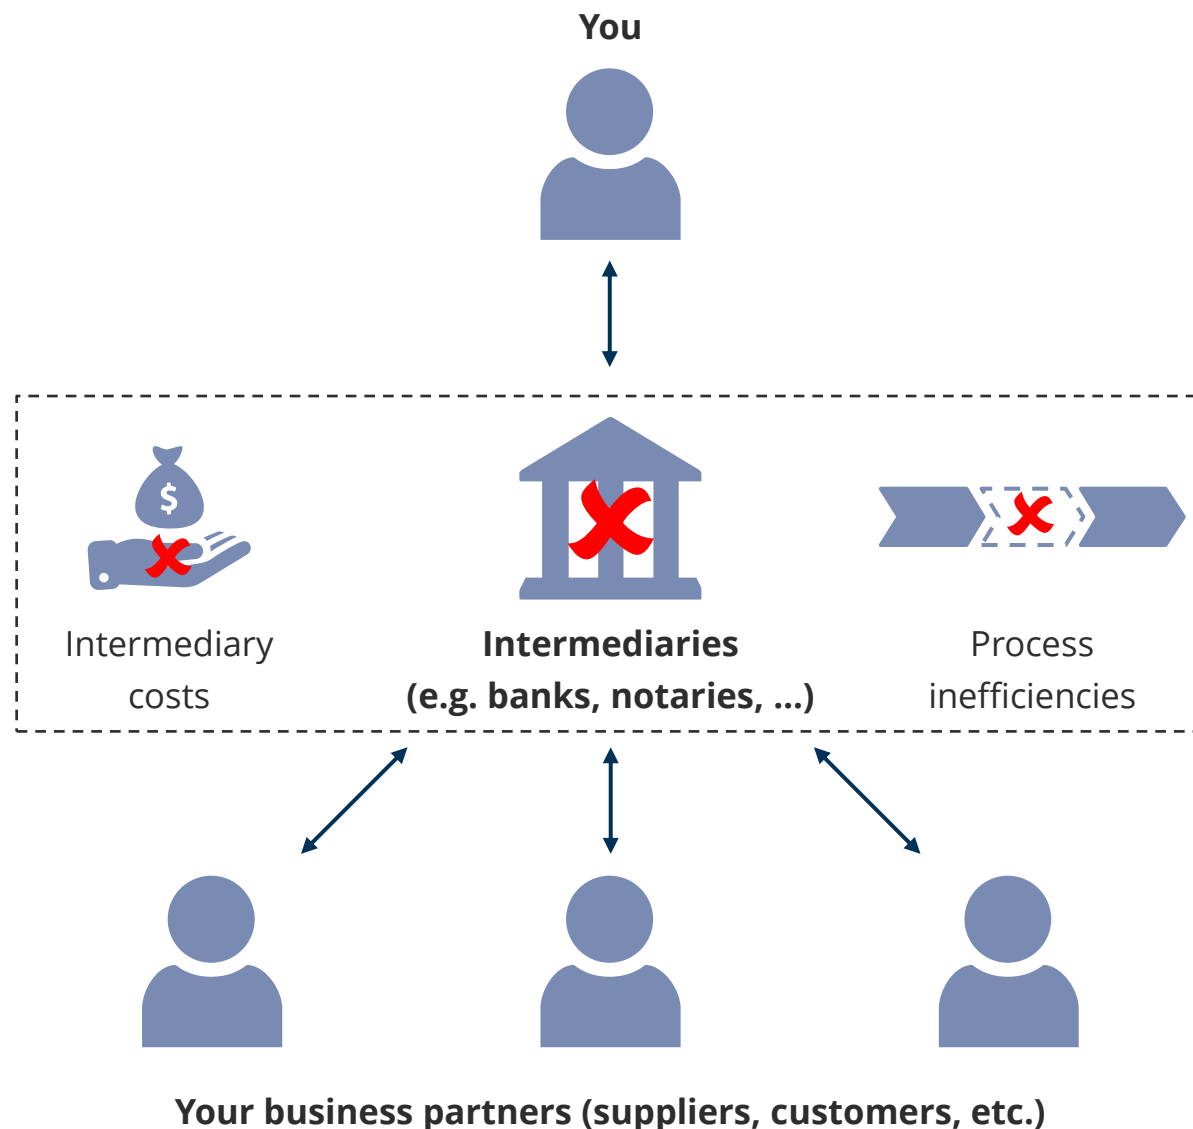 You
$
Intermediary
costs
Intermediaries
(e.g. banks, notaries, ...)
Process
inefficiencies
Your business partners (suppliers, customers, etc.)